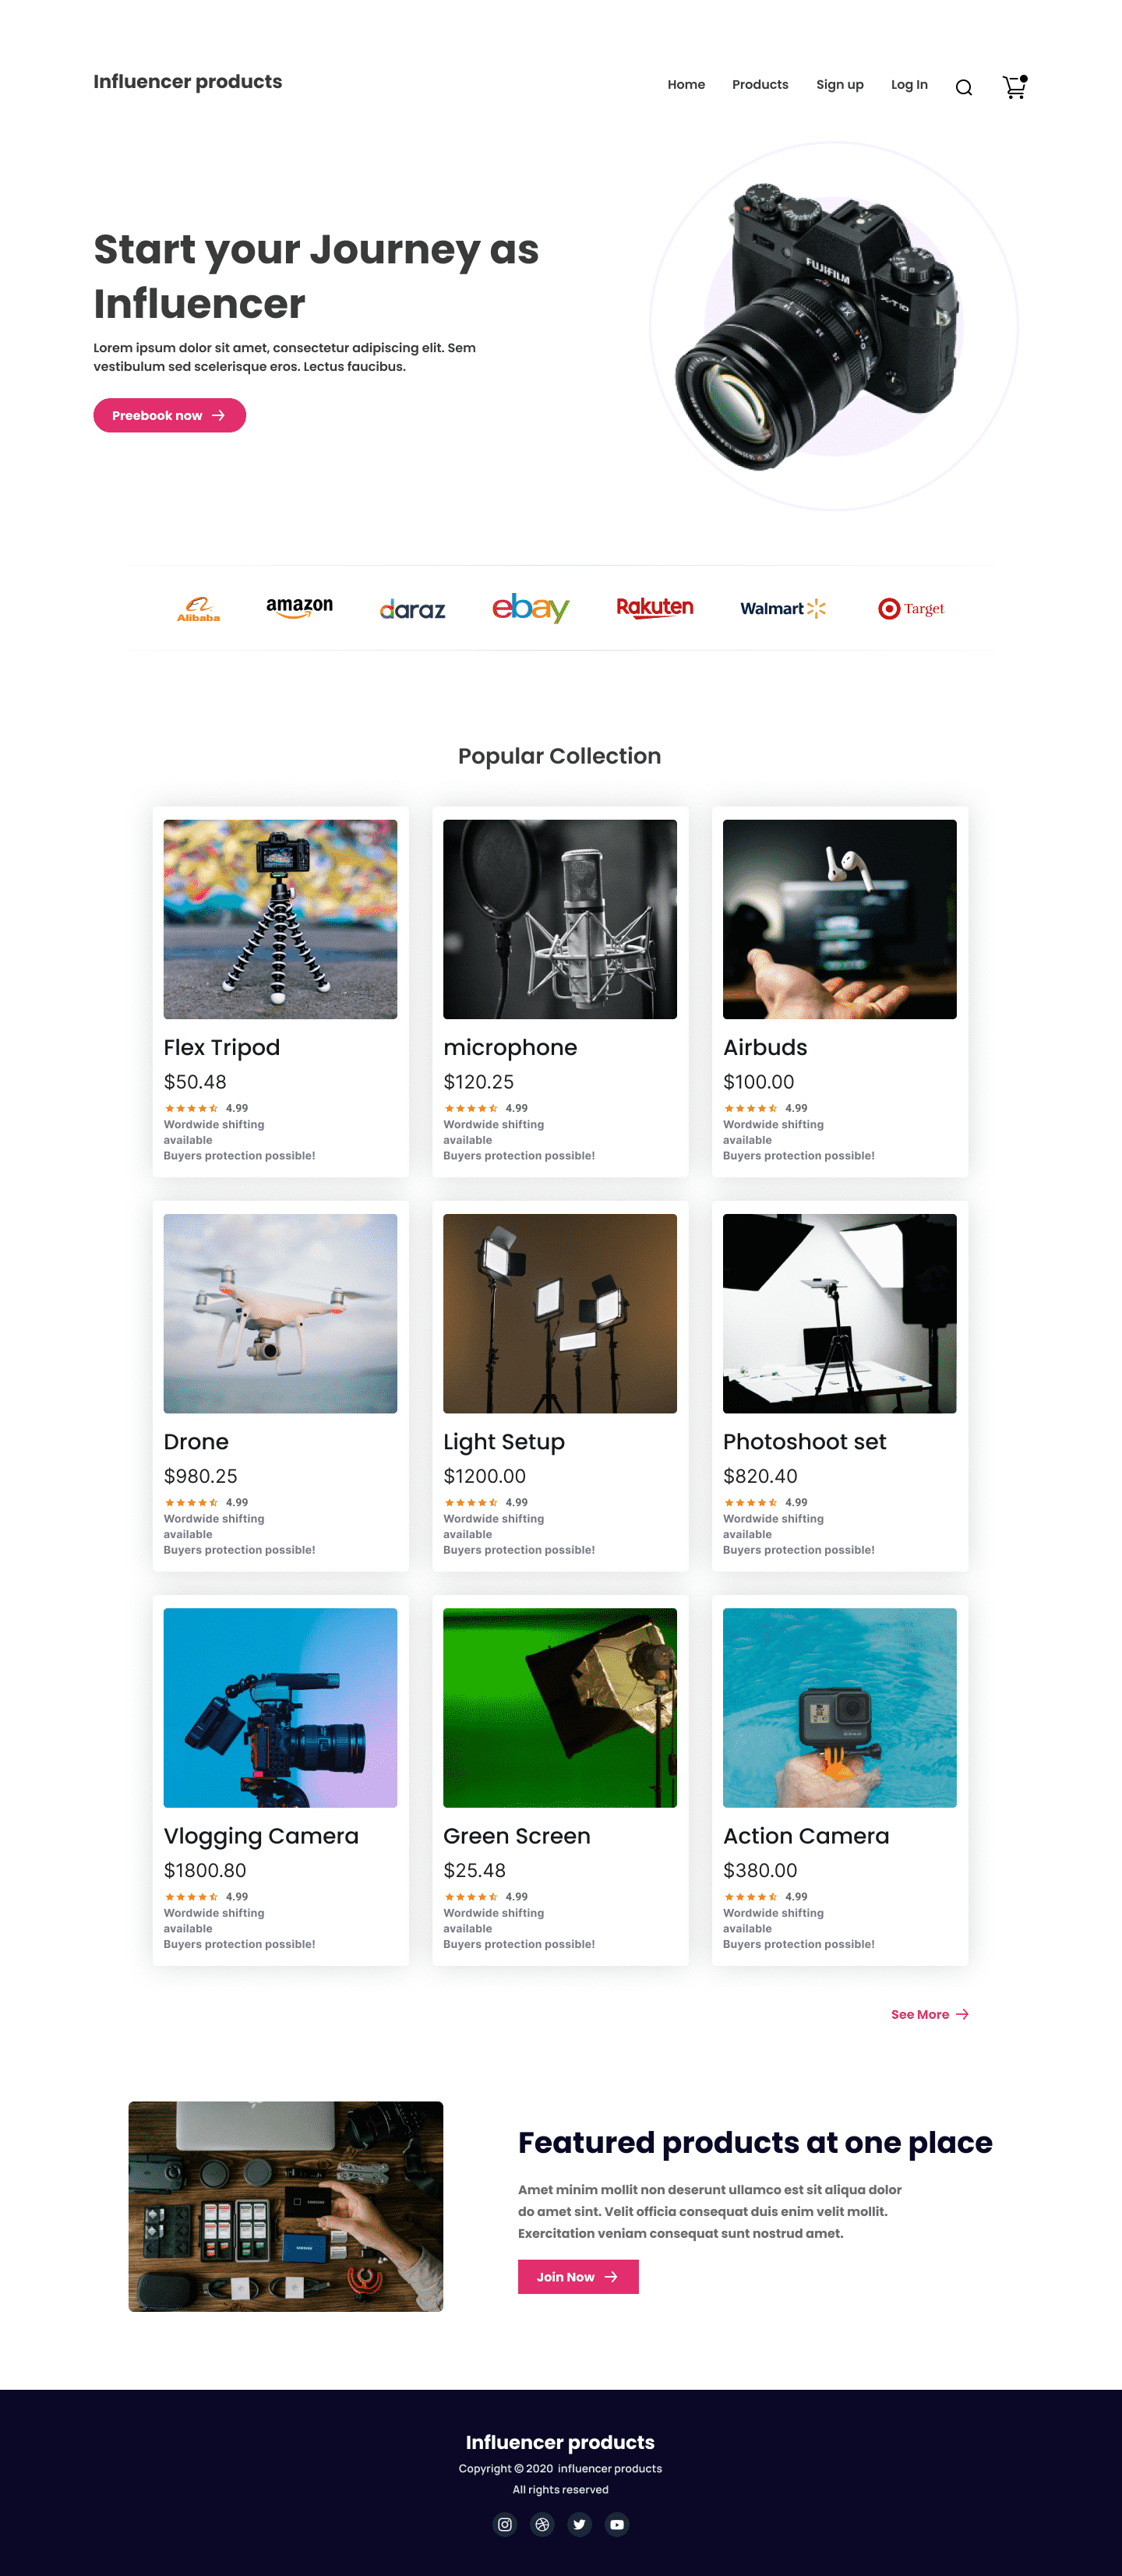 Influencer products
Home Products Sign up Log In
Start your Journey as
Influencer
Lorem ipsum dolor sit amet, consectetur adipiscing elit. Sem
vestibulum sed scelerisque eros. Lectus faucibus.
Preebook now
FUJIFILM
X-T10
Alibaba amazon daraz ebay Rakuten Walmart Target
Popular Collection
Flex Tripod
$50.48
4.99
Wordwide shifting
available
Buyers protection possible!
microphone
$120.25
4.99
Wordwide shifting
available
Buyers protection possible!
Airbuds
$100.00
4.99
Wordwide shifting
available
Buyers protection possible!
Drone
$980.25
4.99
Wordwide shifting
available
Buyers protection possible!
Light Setup
$1200.00
4.99
Wordwide shifting
available
Buyers protection possible!
Photoshoot set
$820.40
4.99
Wordwide shifting
available
Buyers protection possible!
Vlogging Camera
$1800.80
4.99
Wordwide shifting
available
Buyers protection possible!
Green Screen
$25.48
4.99
Wordwide shifting
available
Buyers protection possible!
Action Camera
$380.00
4.99
Wordwide shifting
available
Buyers protection possible!
See More
Featured products at one place
Amet minim mollit non deserunt ullamco est sit aliqua dolor
do amet sint. Velit officia consequat duis enim velit mollit.
Exercitation veniam consequat sunt nostrud amet.
Join Now
Influencer products
Copyright © 2020 influencer products
All rights reserved